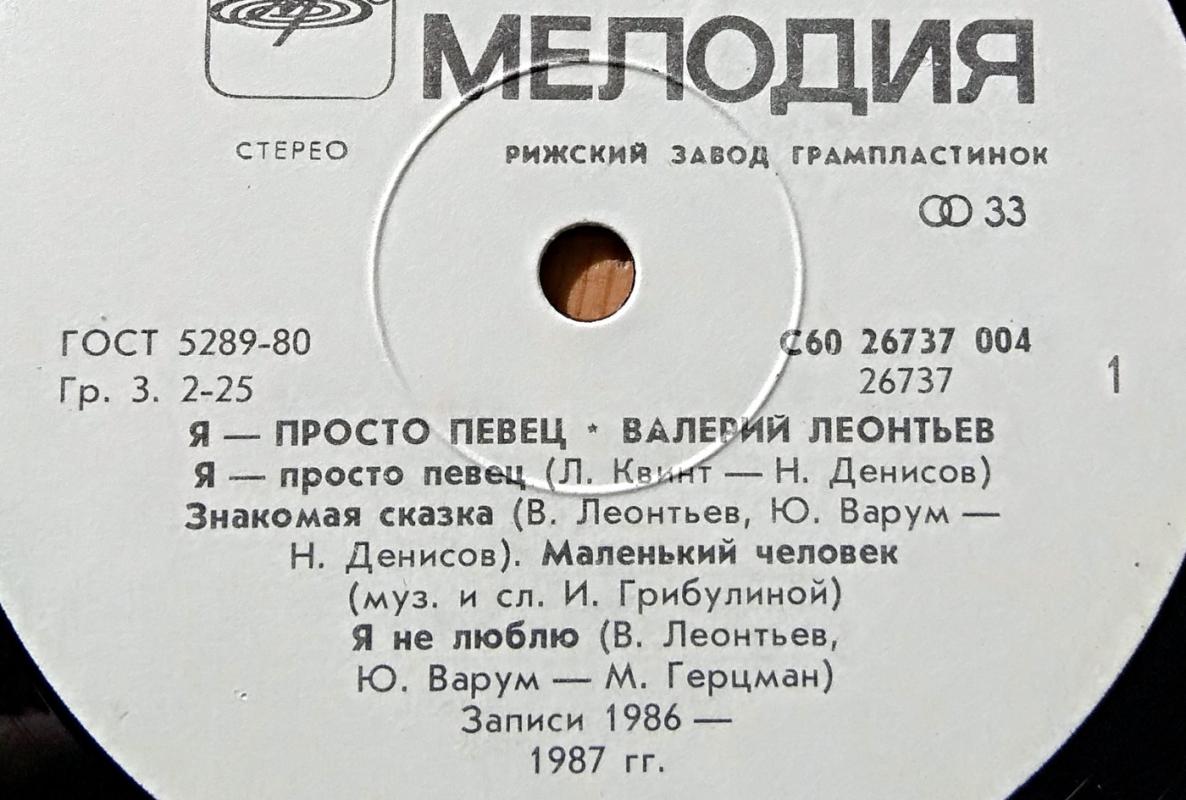 МЕЛОДИЯ
СТЕРЕО
РИЖСКИЙ ЗАВОД ГРАМПЛАСТИНОК
33
ГОСТ 5289-80
С60 26737 004
Гр. 3. 2-25
26737
1
Я — ПРОСТО ПЕВЕЦ * ВАЛЕРИЙ ЛЕОНТЬЕВ
Я — просто певец (Л. Квинт — Н. Денисов)
Знакомая сказка (В. Леонтьев, Ю. Варум —
Н. Денисов). Маленький человек
(муз. и сл. И. Грибулиной)
Я не люблю (В. Леонтьев,
Ю. Варум — М. Герцман)
Записи 1986 —
1987 гг.